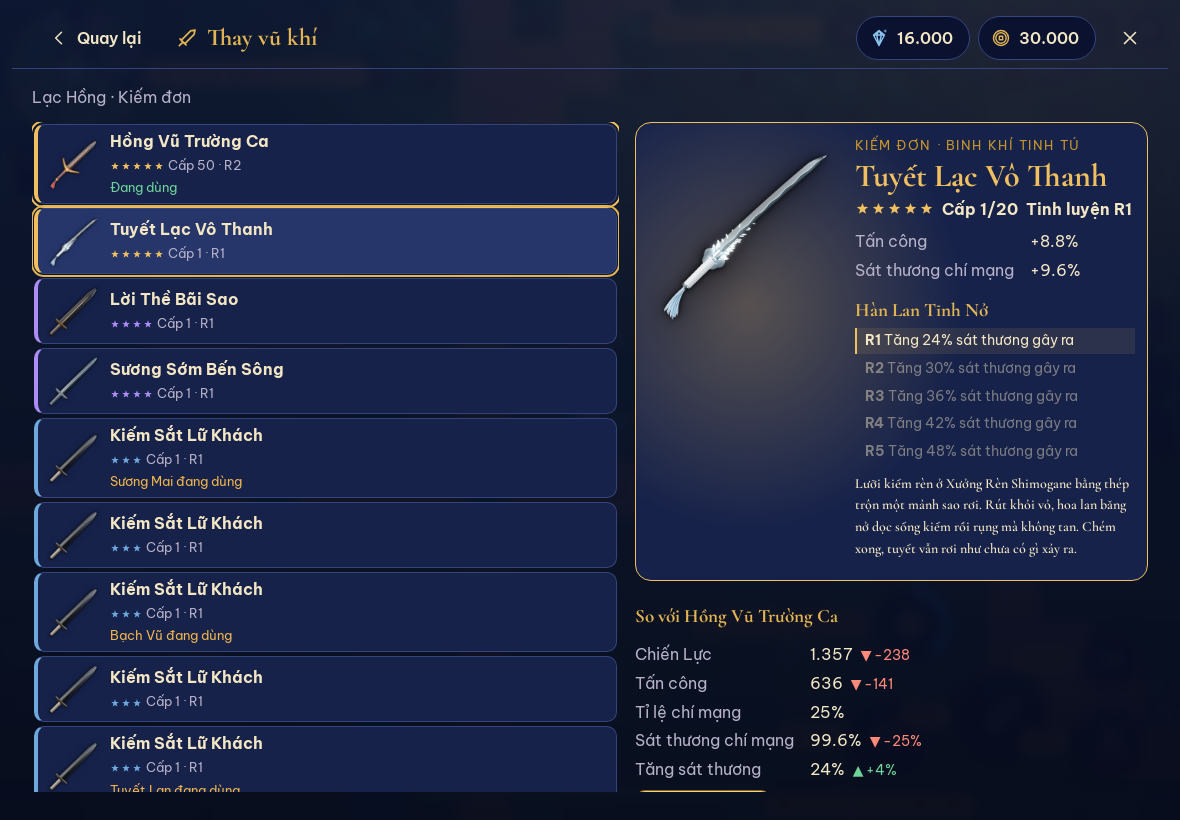 Quay lại
Thay vũ khí
16.000
30.000
Lạc Hồng · Kiếm đơn
Hồng Vũ Trường Ca
★★★★★ Cấp 50 · R2
Đang dùng
Tuyết Lạc Vô Thanh
★★★★★ Cấp 1 · R1
Lời Thề Bãi Sao
★★★★ Cấp 1 · R1
Sương Sớm Bến Sông
★★★★ Cấp 1 · R1
Kiếm Sắt Lữ Khách
★★★ Cấp 1 · R1
Sương Mai đang dùng
Kiếm Sắt Lữ Khách
★★★ Cấp 1 · R1
Kiếm Sắt Lữ Khách
★★★ Cấp 1 · R1
Bạch Vũ đang dùng
Kiếm Sắt Lữ Khách
★★★ Cấp 1 · R1
Kiếm Sắt Lữ Khách
★★★ Cấp 1 · R1
Tuyết Lan đang dùng
KIẾM ĐƠN · BINH KHÍ TINH TÚ
Tuyết Lạc Vô Thanh
★★★★★ Cấp 1/20 Tinh luyện R1
Tấn công +8.8%
Sát thương chí mạng +9.6%
Hàn Lan Tĩnh Nở
R1 Tăng 24% sát thương gây ra
R2 Tăng 30% sát thương gây ra
R3 Tăng 36% sát thương gây ra
R4 Tăng 42% sát thương gây ra
R5 Tăng 48% sát thương gây ra
Lưỡi kiếm rèn ở Xưởng Rèn Shimogane bằng thép
trộn một mảnh sao rơi. Rút khỏi vỏ, hoa lan băng
nở dọc sống kiếm rồi rụng mà không tan. Chém
xong, tuyết vẫn rơi như chưa có gì xảy ra.
So với Hồng Vũ Trường Ca
Chiến Lực 1.357 ▼-238
Tấn công 636 ▼-141
Tỉ lệ chí mạng 25%
Sát thương chí mạng 99.6% ▼-25%
Tăng sát thương 24% ▲+4%